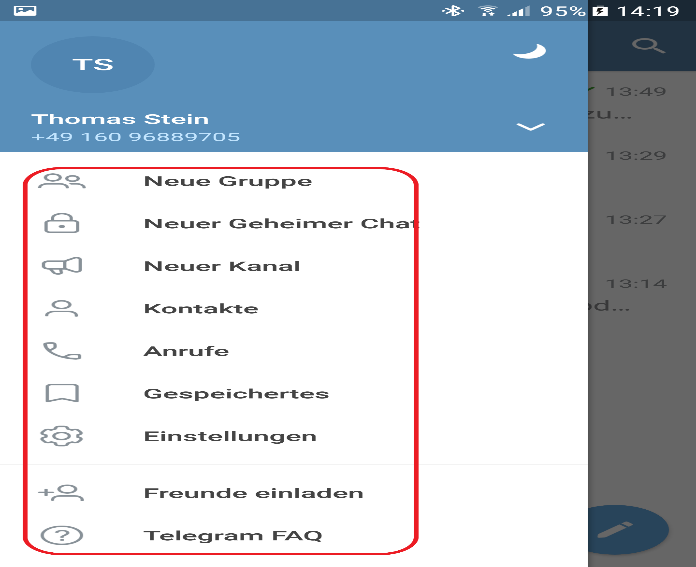 95% 14:19
TS
Thomas Stein
+49 160 96889705
13:49
zu...
13:29
13:27
13:14
od...
Neue Gruppe
Neuer Geheimer Chat
Neuer Kanal
Kontakte
Anrufe
Gespeichertes
Einstellungen
Freunde einladen
Telegram FAQ